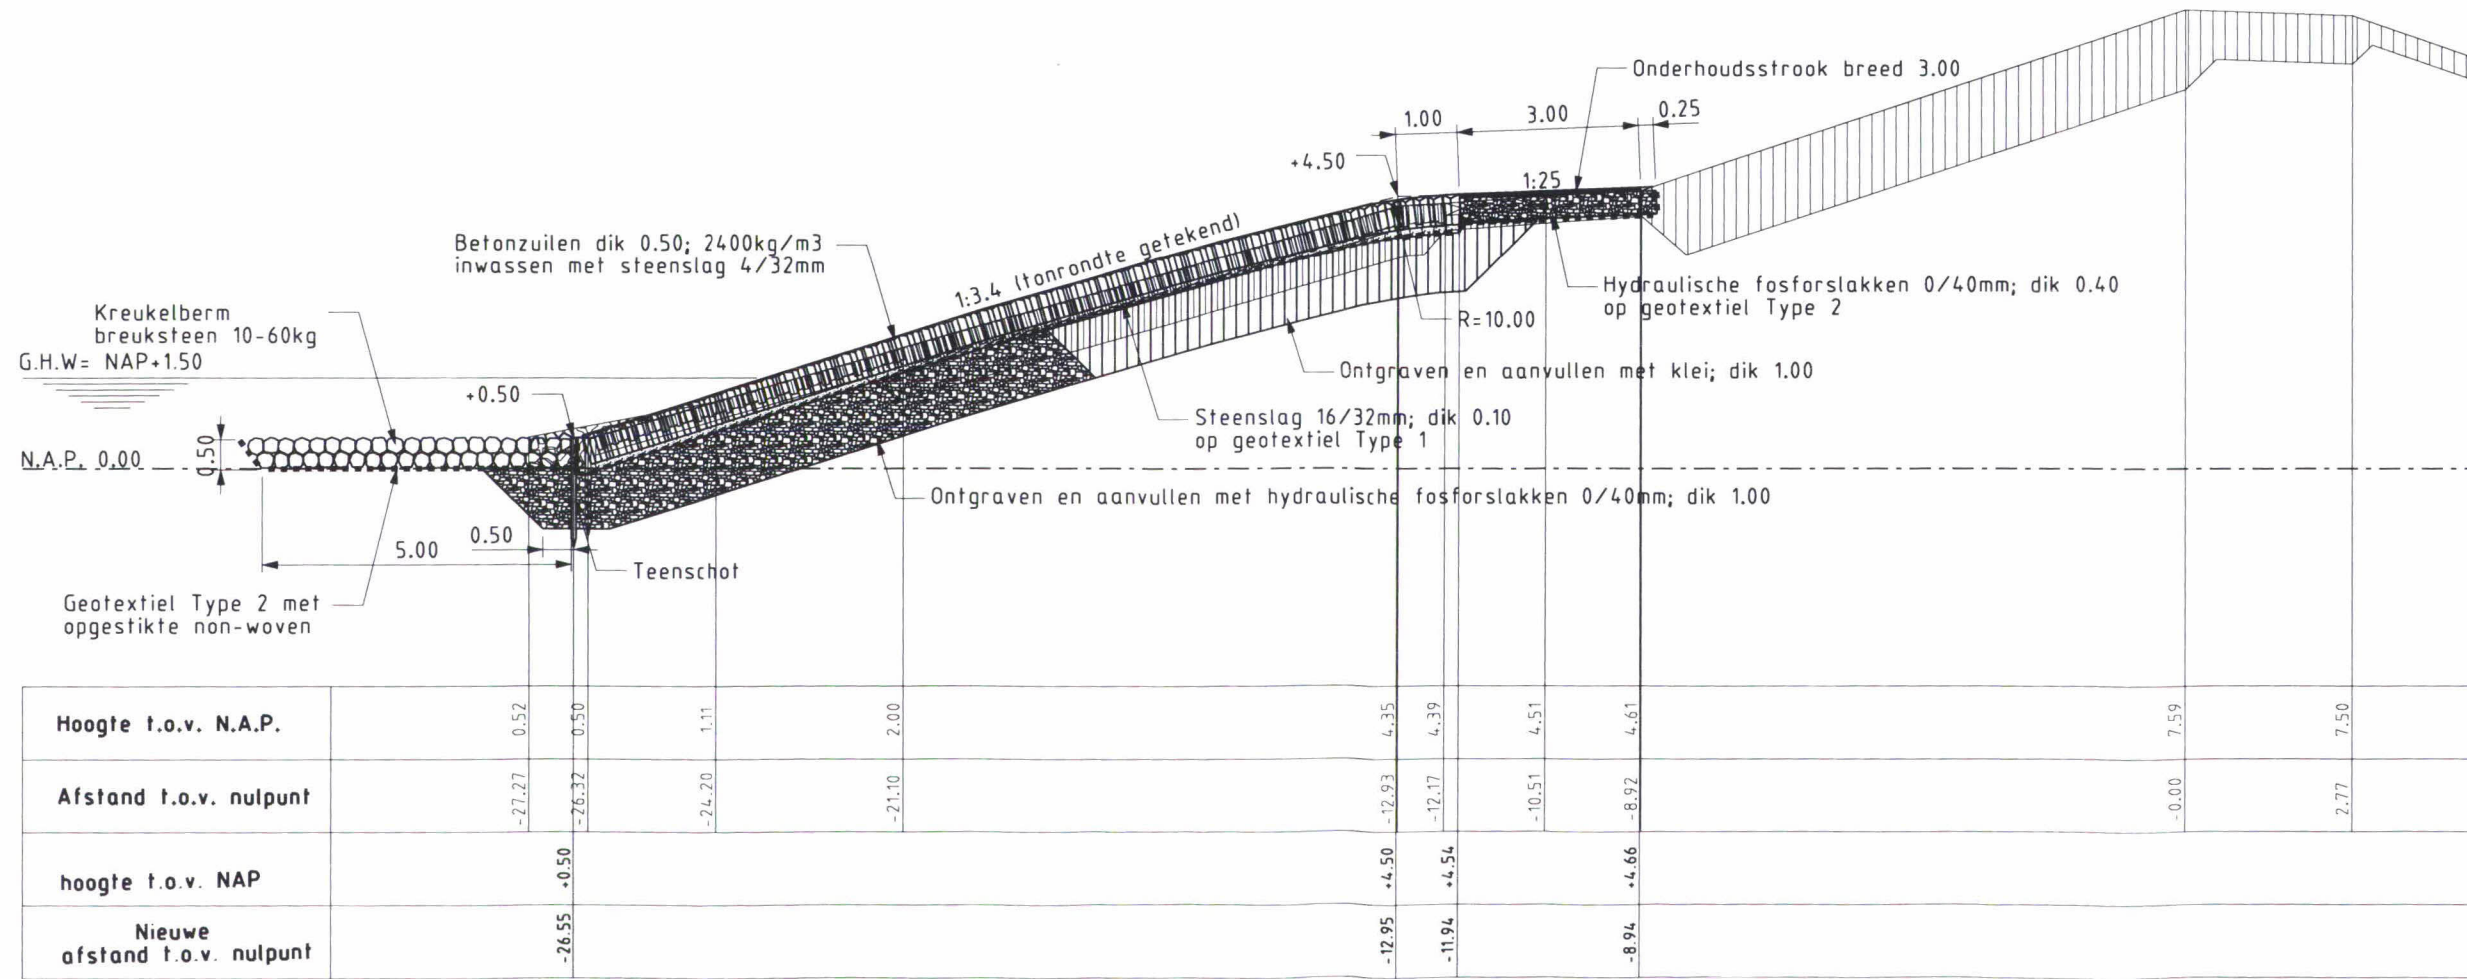 Onderhoudsstrook breed 3.00
1.00
3.00
0.25
+4.50
1:25
Betonzuilen dik 0.50; 2400kg/m3
inwassen met steenslag 4/32mm
1:3.4 (tonrondte getekend)
Hydraulische fosforslakken 0/40mm; dik 0.40
op geotextiel Type 2
Kreukelberm
breuksteen 10-60kg
R=10.00
G.H.W= NAP+1.50
Ontgraven en aanvullen met klei; dik 1.00
+0.50
Steenslag 16/32mm; dik 0.10
op geotextiel Type 1
0.50
N.A.P. 0.00
Ontgraven en aanvullen met hydraulische fosforslakken 0/40mm; dik 1.00
0.50
5.00
Teenschot
Geotextiel Type 2 met
opgestikte non-woven
Hoogte t.o.v. N.A.P.
0.52
0.50
1.11
2.00
4.35
4.39
4.51
4.61
7.59
7.50
Afstand t.o.v. nulpunt
-27.27
-26.32
-24.20
-21.10
-12.93
-12.17
-10.51
-8.92
-0.00
2.77
hoogte t.o.v. NAP
+0.50
+4.50
+4.54
+4.66
Nieuwe
afstand t.o.v. nulpunt
-26.55
-12.95
-11.94
-8.94